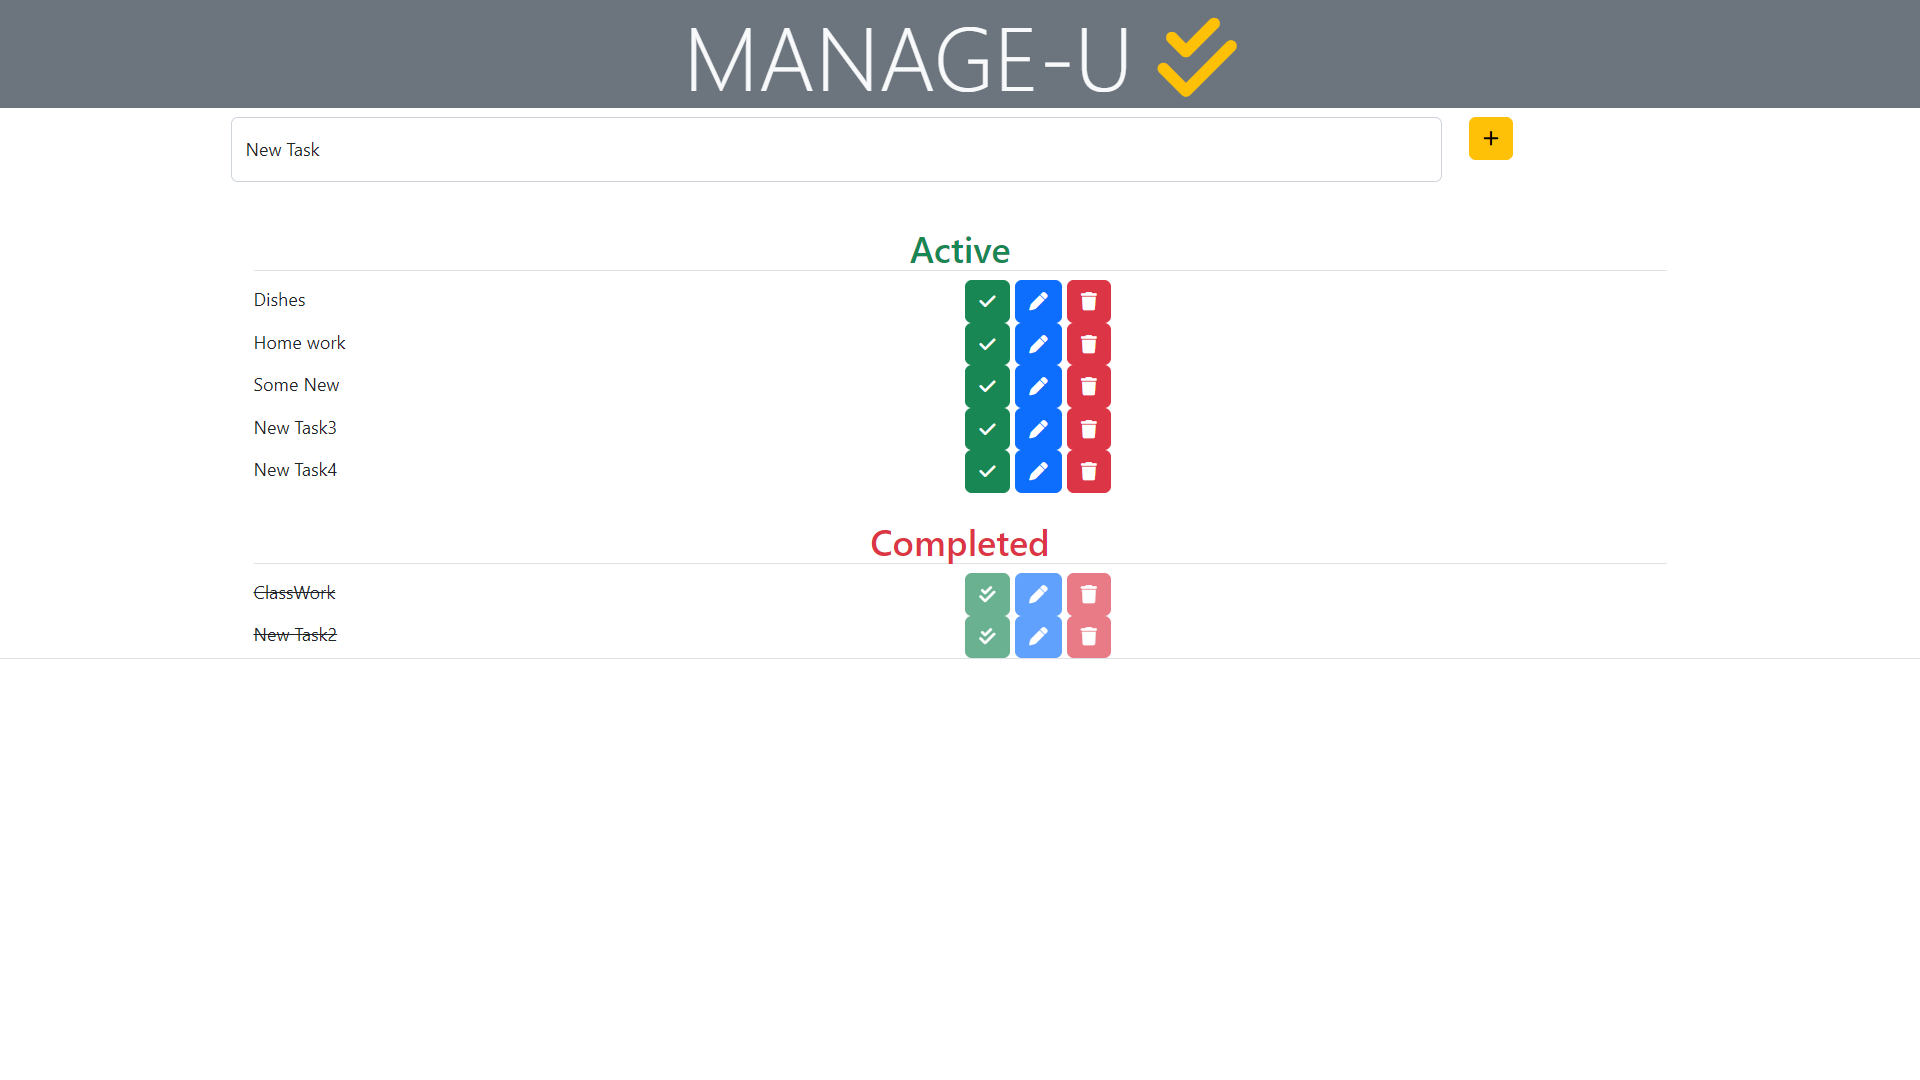 MANAGE-U
New Task
Active
Dishes
Home work
Some New
New Task3
New Task4
Completed
ClassWork
New Task2